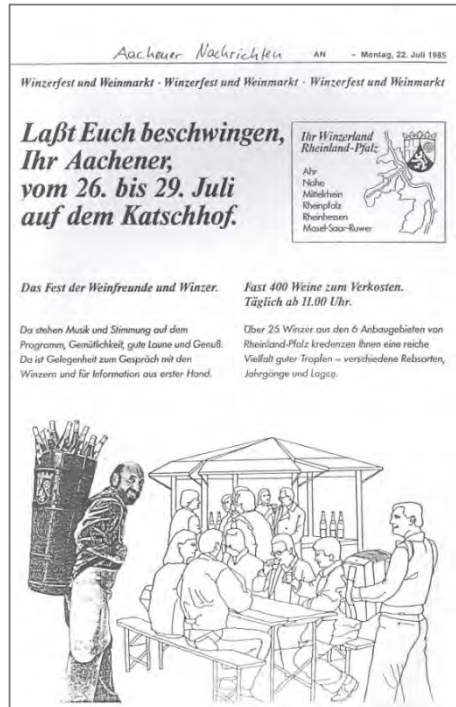 Aachener Nachrichten AN - Montag, 22. Juli 1985
Winzerfest und Weinmarkt · Winzerfest und Weinmarkt · Winzerfest und Weinmarkt
Laßt Euch beschwingen,
Ihr Aachener,
vom 26. bis 29. Juli
auf dem Katschhof.
Ihr Winzerland
Rheinland-Pfalz
Ahr
Nahe
Mittelrhein
Rheinpfalz
Rheinhessen
Mosel-Saar-Ruwer
Das Fest der Weinfreunde und Winzer.
Da stehen Musik und Stimmung auf dem
Programm, Gemütlichkeit, gute Laune und Genuß.
Da ist Gelegenheit zum Gespräch mit den
Winzern und für Information aus erster Hand.
Fast 400 Weine zum Verkosten.
Täglich ab 11.00 Uhr.
Über 25 Winzer aus den 6 Anbaugebieten von
Rheinland-Pfalz kredenzen Ihnen eine reiche
Vielfalt guter Tropfen – verschiedene Rebsorten,
Jahrgänge und Lagen.